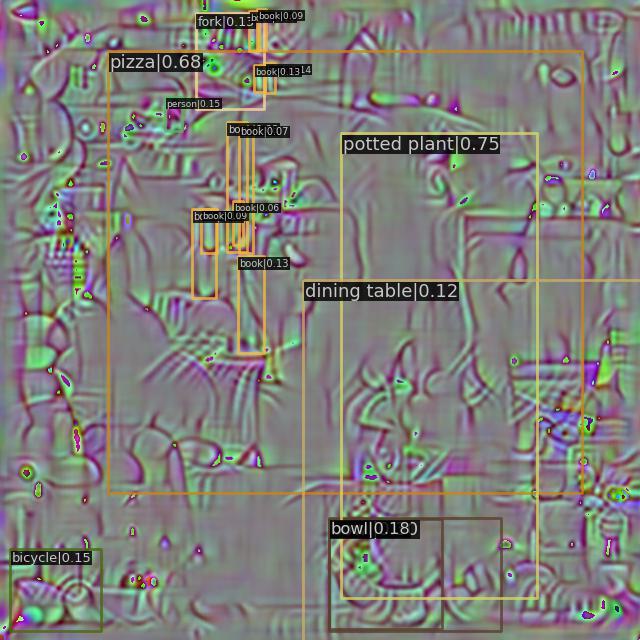 book|0.09
fork|0.13
book|0.13
pizza|0.68
person|0.15
book|0.07
potted plant|0.75
book|0.06
book|0.09
book|0.13
dining table|0.12
bowl|0.18
bicycle|0.15